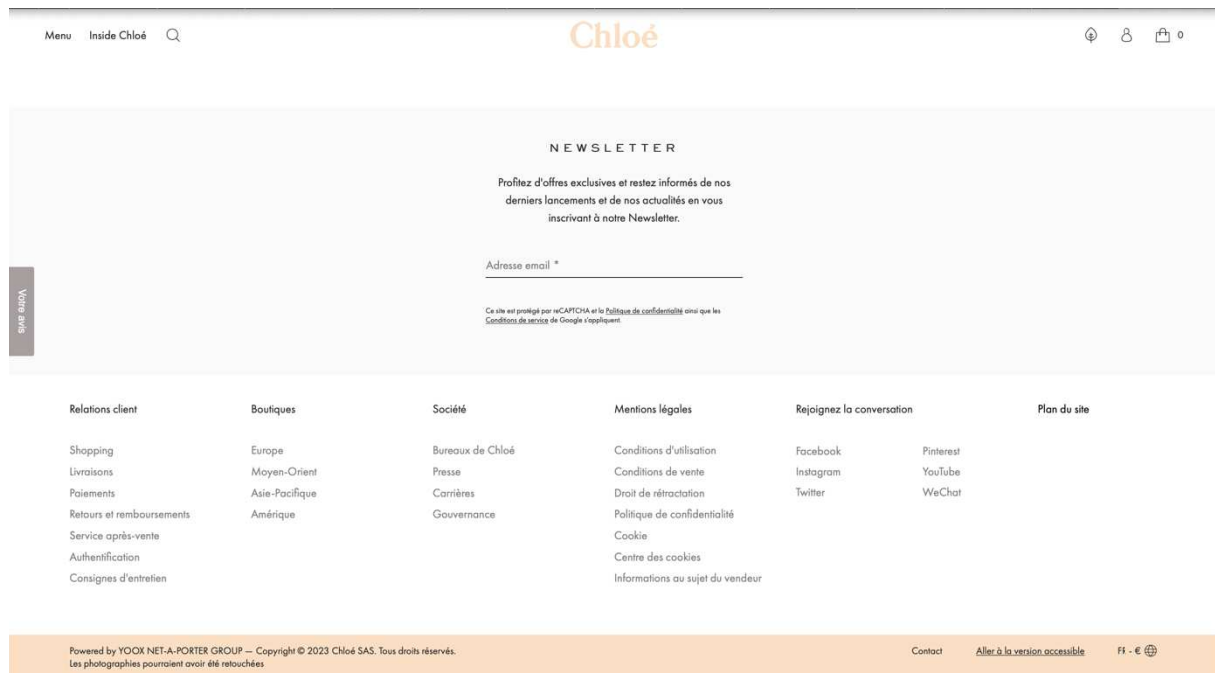 Menu Inside Chloé
Chloé
0
NEWSLETTER
Profitez d'offres exclusives et restez informés de nos
derniers lancements et de nos actualités en vous
inscrivant à notre Newsletter.
Adresse email *
Ce site est protégé par reCAPTCHA et la Politique de confidentialité ainsi que les
Conditions de service de Google s'appliquent.
Votre avis
Relations client
Shopping
Livraisons
Paiements
Retours et remboursements
Service après-vente
Authentification
Consignes d'entretien
Boutiques
Europe
Moyen-Orient
Asie-Pacifique
Amérique
Société
Bureaux de Chloé
Presse
Carrières
Gouvernance
Mentions légales
Conditions d'utilisation
Conditions de vente
Droit de rétractation
Politique de confidentialité
Cookie
Centre des cookies
Informations au sujet du vendeur
Rejoignez la conversation
Facebook
Instagram
Twitter
Pinterest
YouTube
WeChat
Plan du site
Powered by YOOX NET-A-PORTER GROUP — Copyright © 2023 Chloé SAS. Tous droits réservés.
Les photographies pourraient avoir été retouchées
Contact
Aller à la version accessible
FR - €